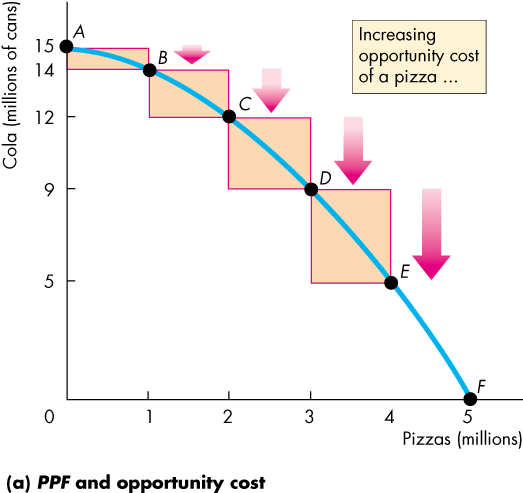 Increasing
opportunity cost
of a pizza ...
Cola (millions of cans)
15
14
12
9
5
0
1
2
3
4
5
A
B
C
D
E
F
Pizzas (millions)
(a) PPF and opportunity cost